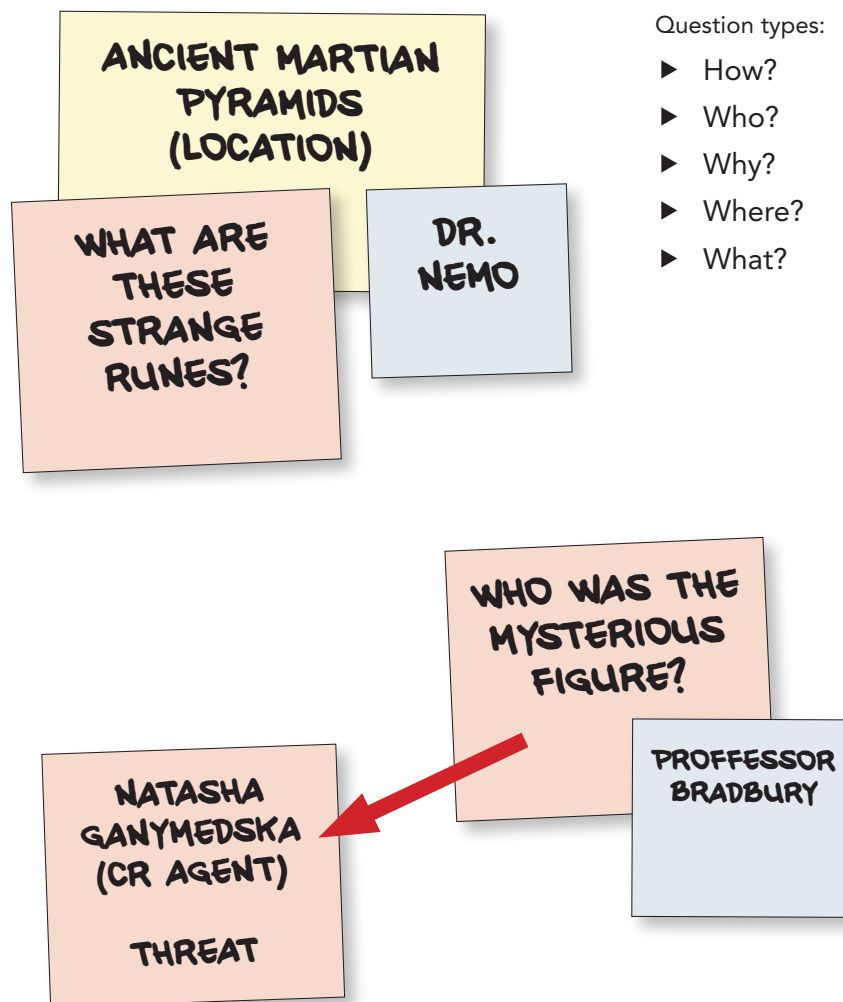 ANCIENT MARTIAN
PYRAMIDS
(LOCATION)
WHAT ARE
THESE
STRANGE
RUNES?
DR.
NEMO
Question types:
▶ How?
▶ Who?
▶ Why?
▶ Where?
▶ What?
WHO WAS THE
MYSTERIOUS
FIGURE?
PROFFESSOR
BRADBURY
NATASHA
GANYMEDSKA
(CR AGENT)
THREAT